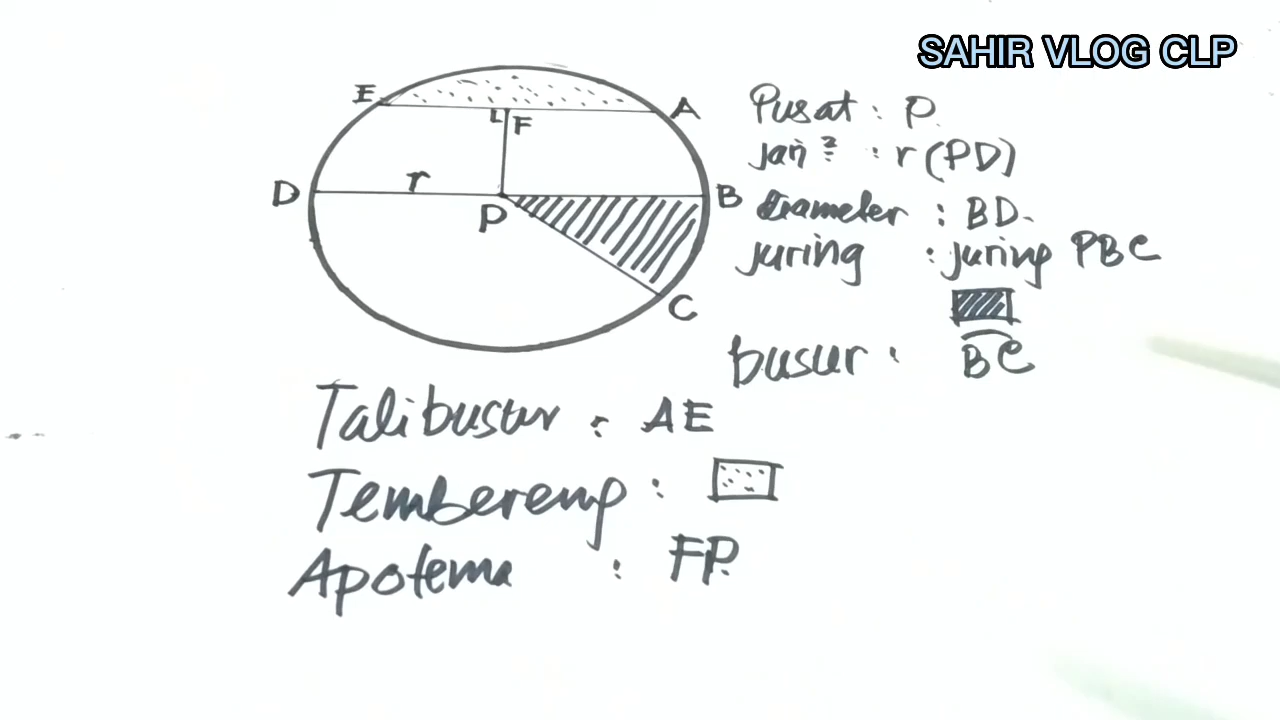 SAHIR VLOG CLP
E
A
F
D
r
B
P
C
Pusat : P
jari² : r (PD)
diameter : BD.
juring : juring PBC
busur : BC
Talibusur : AE
Tembereng :
Apotema : FP.